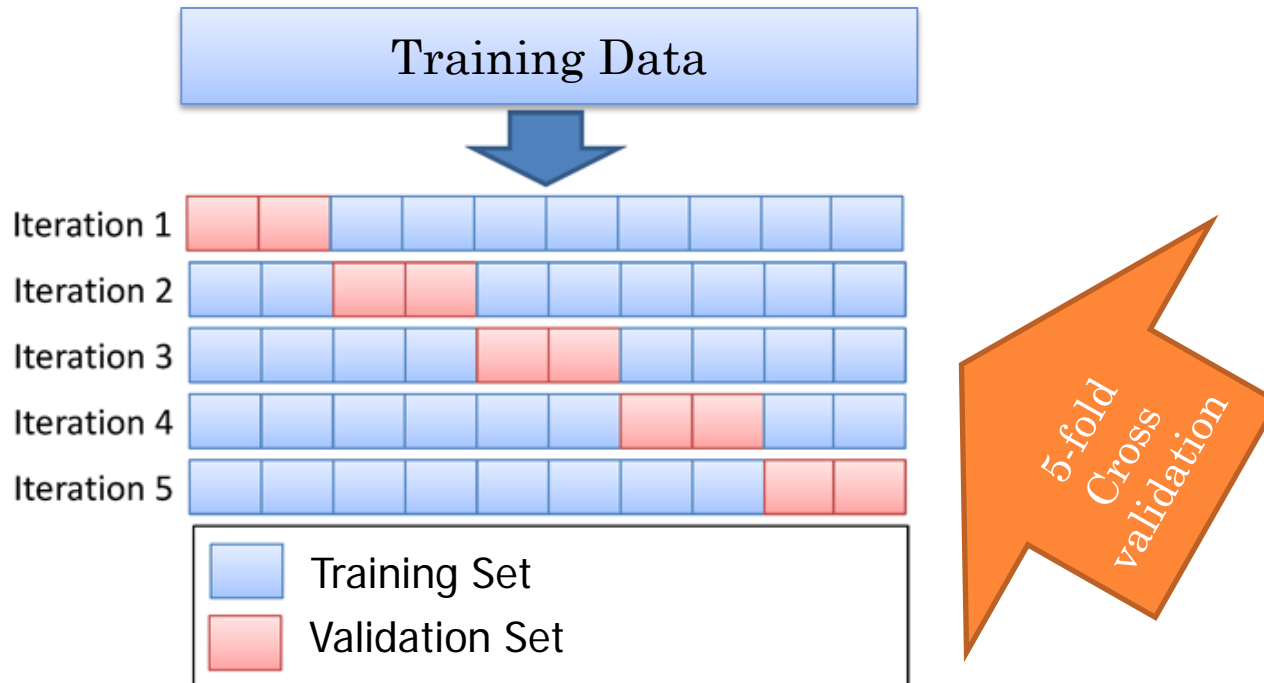 Training Data
Iteration 1
Iteration 2
Iteration 3
Iteration 4
Iteration 5
5-fold
Cross
validation
Training Set
Validation Set